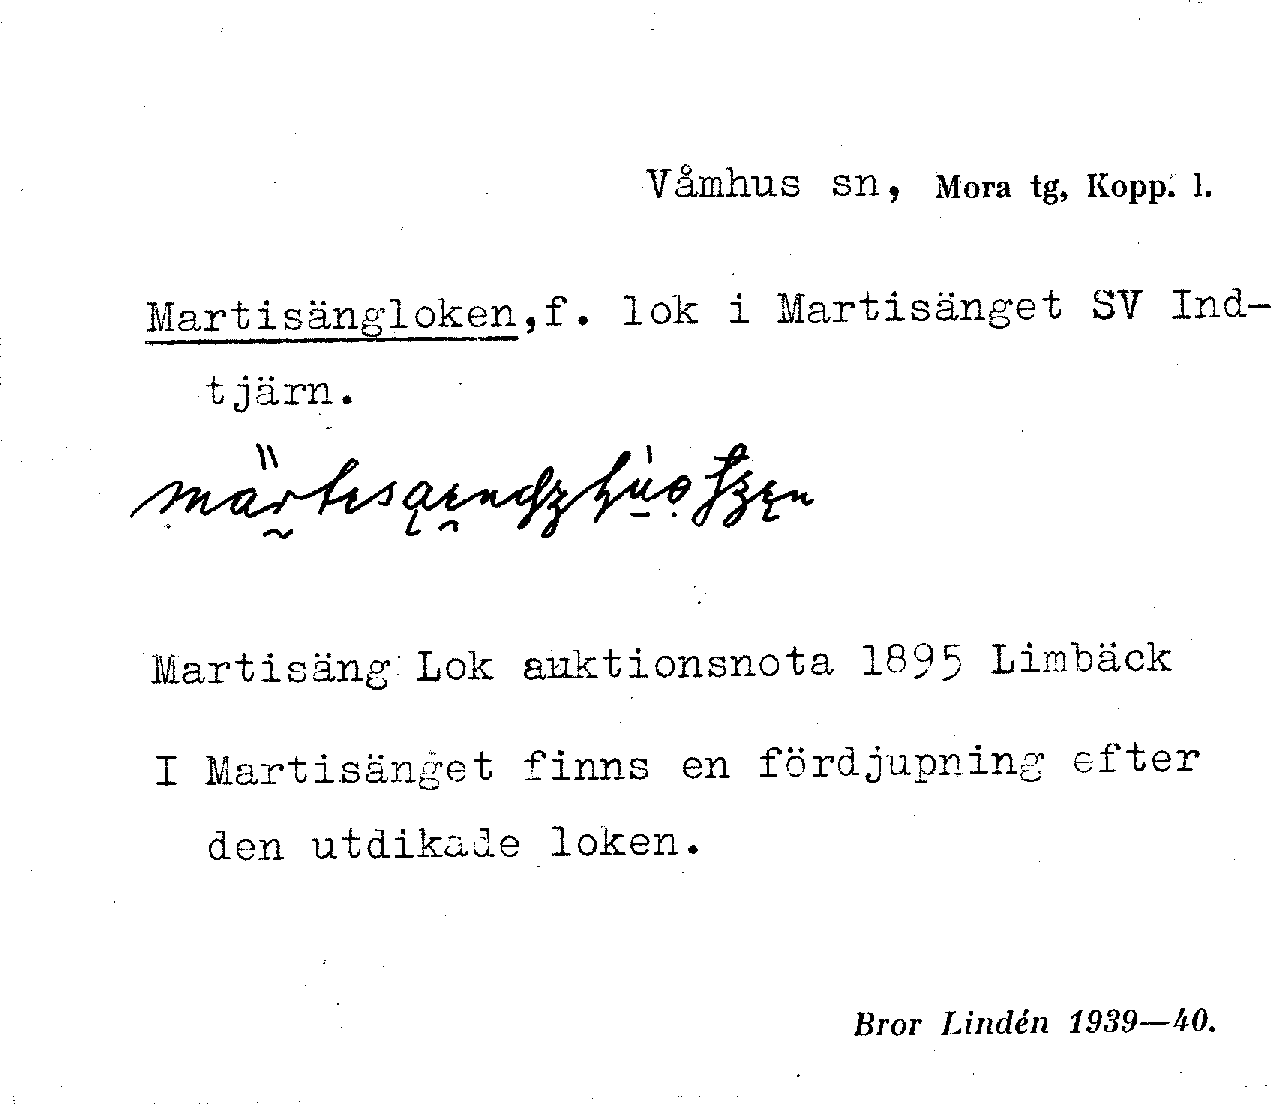 Våmhus sn, Mora tg, Kopp. l.
Martisängloken,f. lok i Martisänget SV Ind-
tjärn.
Martisäng Lok auktionsnota 1895 Limbäck
I Martisänget finns en fördjupning efter
den utdikade loken.
Bror Lindén 1939—40.